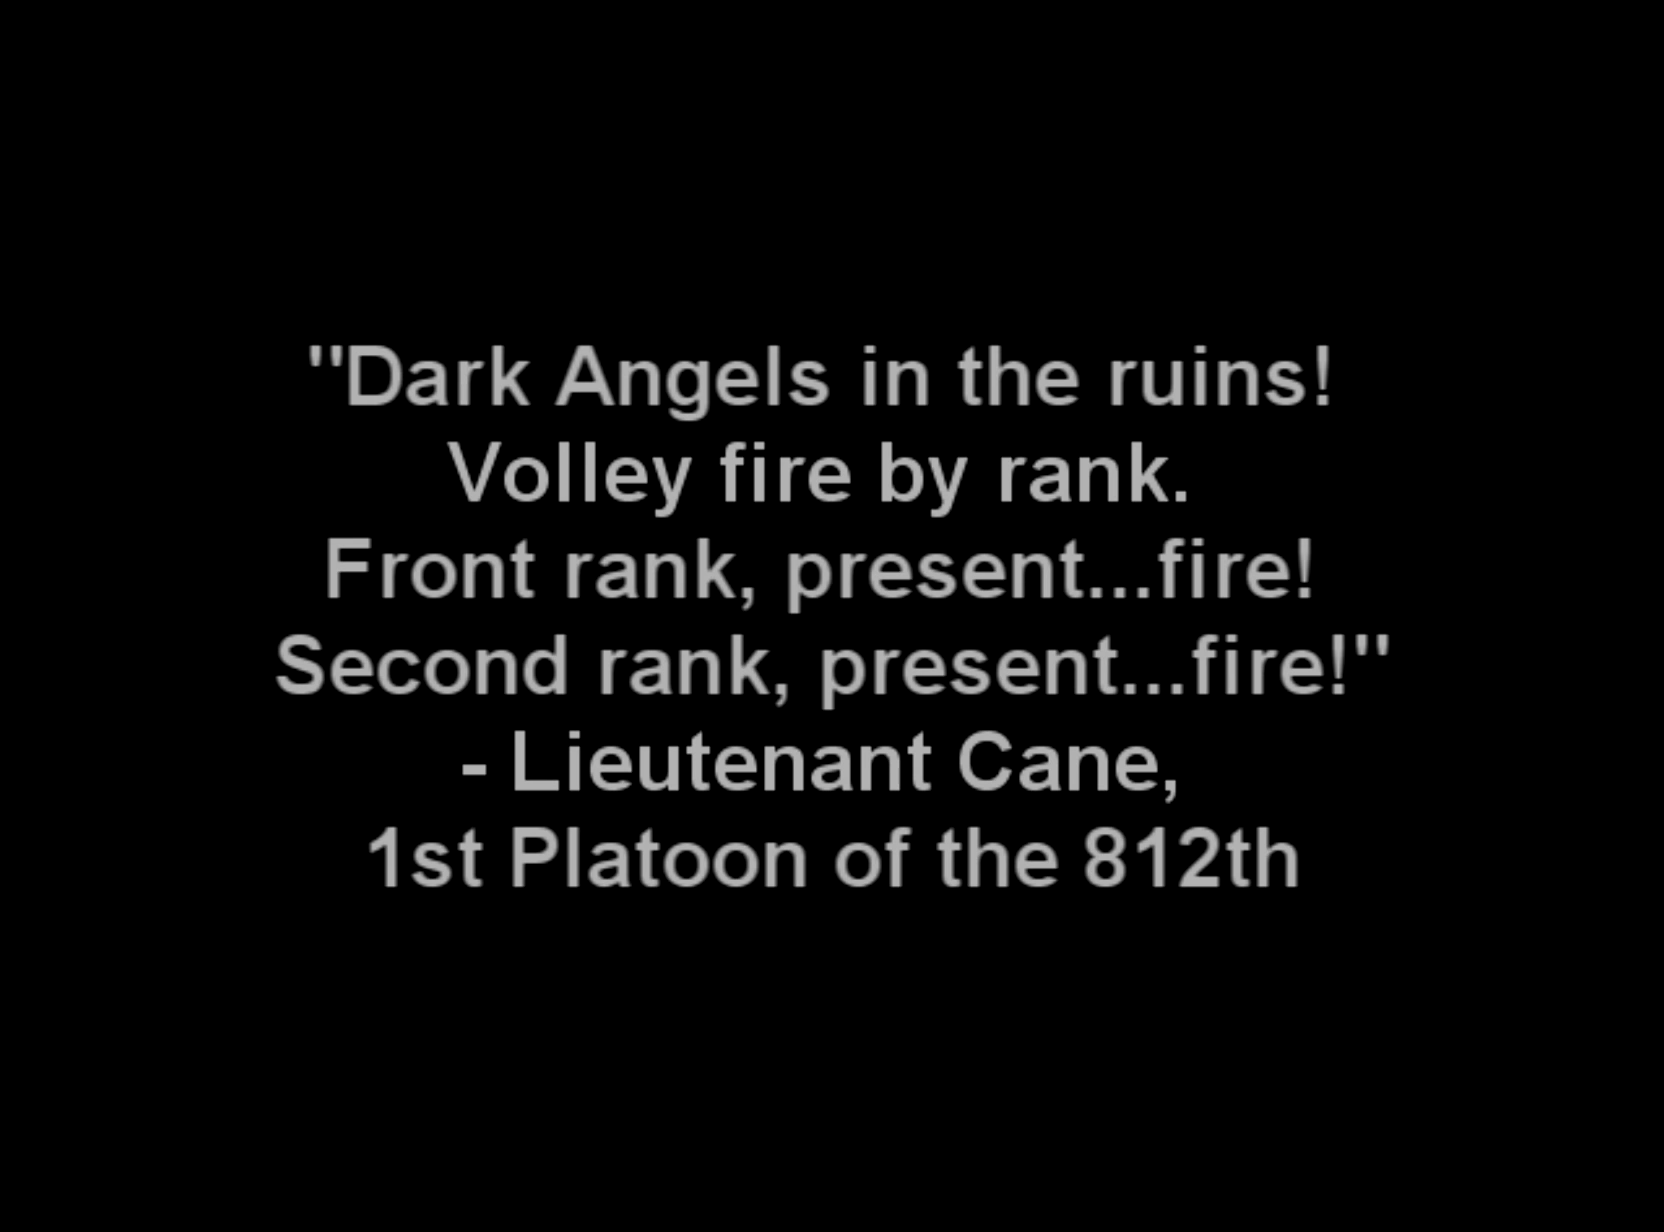 "Dark Angels in the ruins!
Volley fire by rank.
Front rank, present...fire!
Second rank, present...fire!"
- Lieutenant Cane,
1st Platoon of the 812th